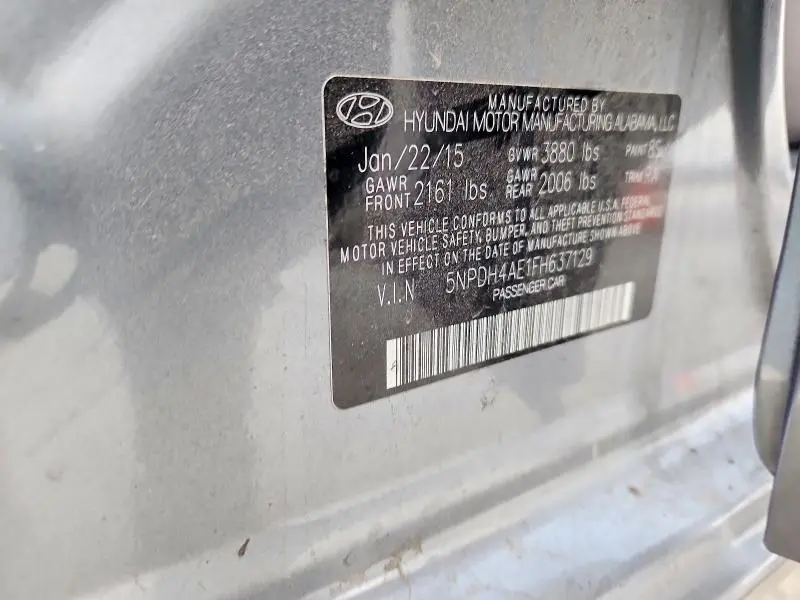 MANUFACTURED BY
HYUNDAI MOTOR MANUFACTURING ALABAMA, LLC
Jan/22/15 GVWR 3880 lbs PAINT
GAWR FRONT 2161 lbs GAWR REAR 2006 lbs TRIM
THIS VEHICLE CONFORMS TO ALL APPLICABLE U.S.A. FEDERAL
MOTOR VEHICLE SAFETY, BUMPER, AND THEFT PREVENTION STANDARDS
IN EFFECT ON THE DATE OF MANUFACTURE SHOWN ABOVE
V.I.N 5NPDH4AE1FH637129
PASSENGER CAR